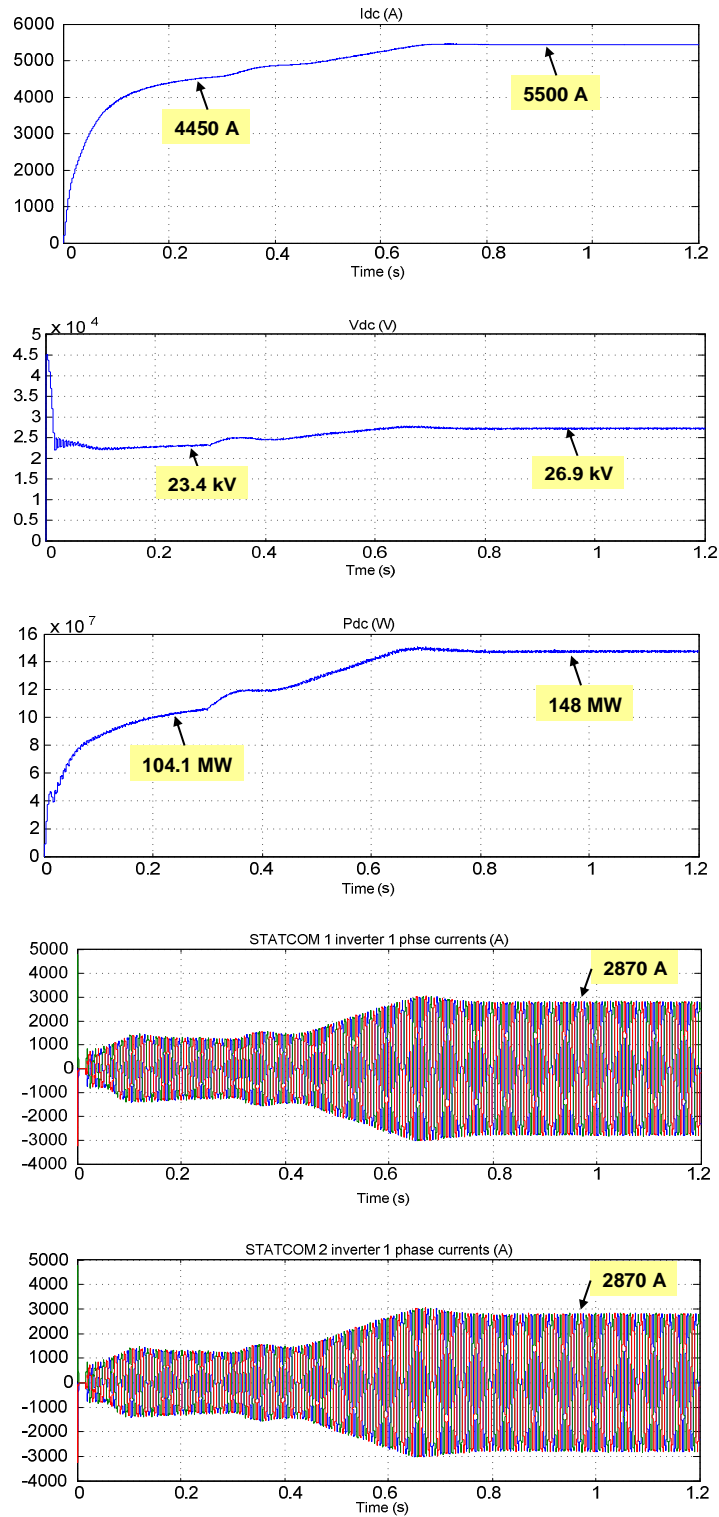 Idc (A)
6000
5000
4000
3000
2000
1000
0
4450 A
5500 A
0 0.2 0.4 0.6 0.8 1 1.2
Time (s)
Vdc (V)
x 10 4
5
4.5
4
3.5
3
2.5
2
1.5
1
0.5
0
23.4 kV
26.9 kV
0 0.2 0.4 0.6 0.8 1 1.2
Tme (s)
Pdc (W)
x 10 7
16
14
12
10
8
6
4
2
0
104.1 MW
148 MW
0 0.2 0.4 0.6 0.8 1 1.2
Time (s)
STATCOM 1 inverter 1 phse currents (A)
5000
4000
3000
2000
1000
0
-1000
-2000
-3000
-4000
2870 A
0 0.2 0.4 0.6 0.8 1 1.2
Time (s)
STATCOM 2 inverter 1 phase currents (A)
5000
4000
3000
2000
1000
0
-1000
-2000
-3000
-4000
2870 A
0 0.2 0.4 0.6 0.8 1 1.2
Time (s)